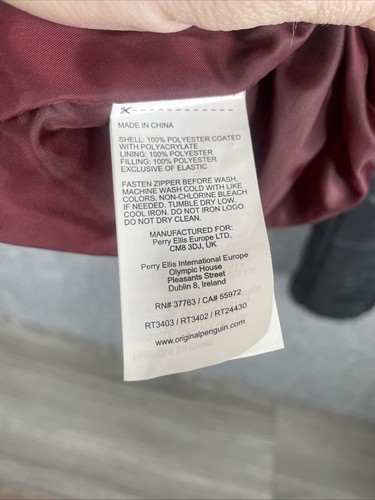 MADE IN CHINA
SHELL: 100% POLYESTER COATED
WITH POLYACRYLATE
LINING: 100% POLYESTER
FILLING: 100% POLYESTER
EXCLUSIVE OF ELASTIC
FASTEN ZIPPER BEFORE WASH.
MACHINE WASH COLD WITH LIKE
COLORS. NON-CHLORINE BLEACH
IF NEEDED. TUMBLE DRY LOW.
COOL IRON. DO NOT IRON LOGO.
DO NOT DRY CLEAN.
MANUFACTURED FOR:
Perry Ellis Europe LTD,
CM8 3DJ, UK
Perry Ellis International Europe
Olympic House
Pleasants Street
Dublin 8, Ireland
RN# 37763 / CA# 55972
RT3403 / RT3402 / RT24430
www.originalpenguin.com